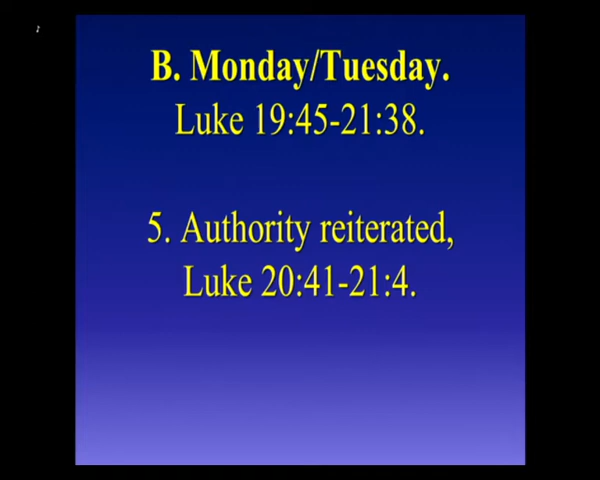 B. Monday/Tuesday.
Luke 19:45-21:38.
5. Authority reiterated,
Luke 20:41-21:4.